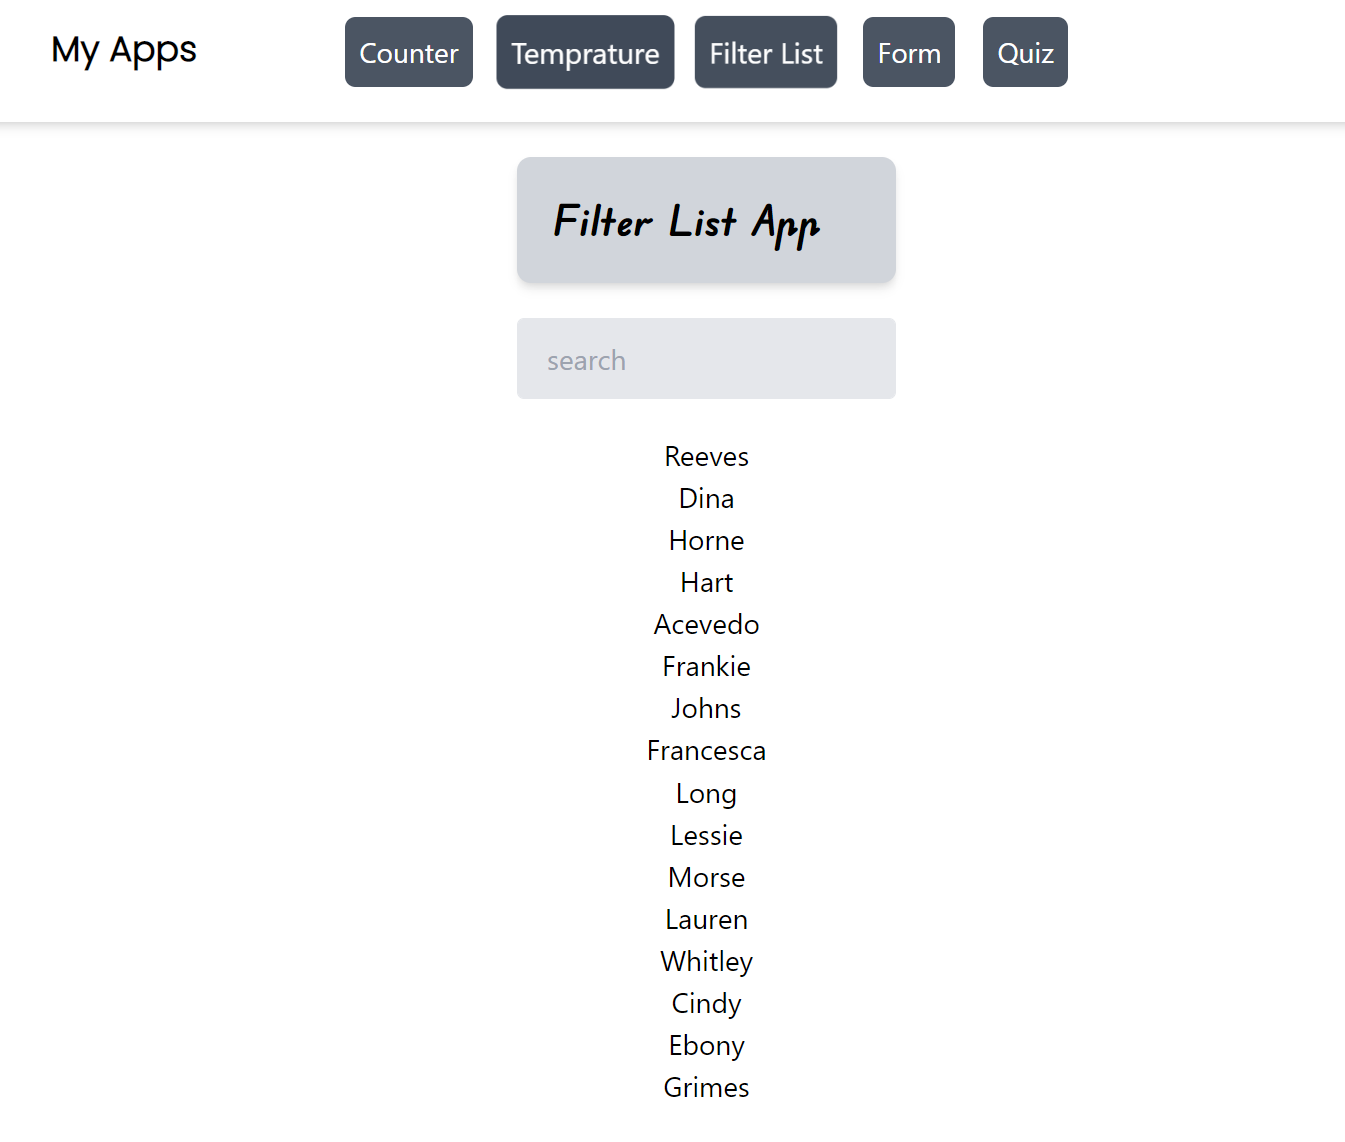 My Apps Counter Temprature Filter List Form Quiz
Filter List App
search
Reeves
Dina
Horne
Hart
Acevedo
Frankie
Johns
Francesca
Long
Lessie
Morse
Lauren
Whitley
Cindy
Ebony
Grimes